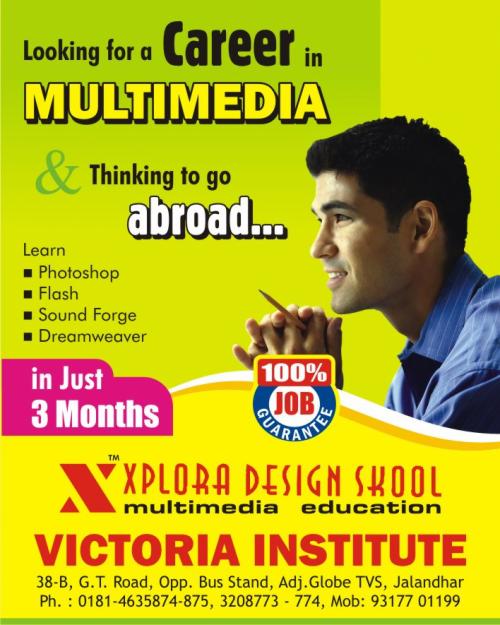 Looking for a Career in
MULTIMEDIA
& Thinking to go
abroad...
Learn
■ Photoshop
■ Flash
■ Sound Forge
■ Dreamweaver
in Just
3 Months
100%
JOB
GUARANTEE
X™ XPLORA DESIGN SKOOL
multimedia education
VICTORIA INSTITUTE
38-B, G.T. Road, Opp. Bus Stand, Adj.Globe TVS, Jalandhar
Ph. : 0181-4635874-875, 3208773 - 774, Mob: 93177 01199